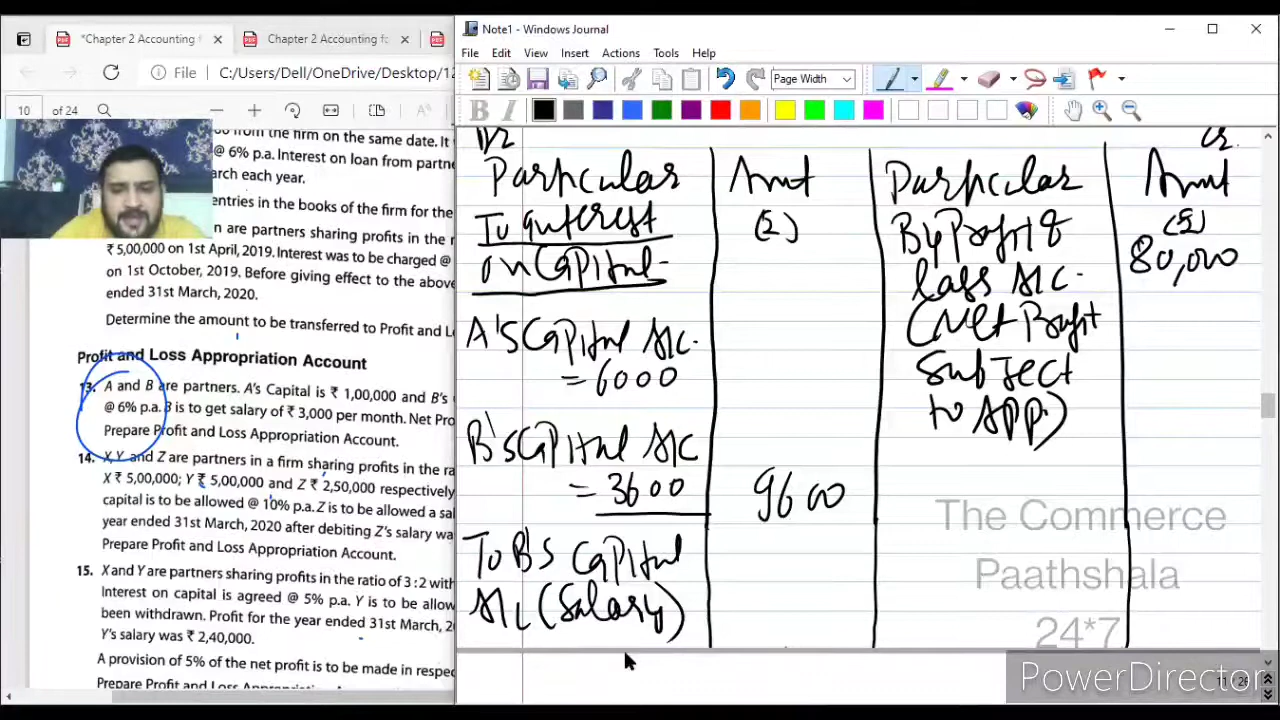 *Chapter 2 Accounting f
Chapter 2 Accounting fo
File
C:/Users/Dell/OneDrive/Desktop/12
10 of 24
from the firm on the same date. It
@ 6% p.a. Interest on loan from partne
arch each year.
entries in the books of the firm for the
n are partners sharing profits in the r
₹ 5,00,000 on 1st April, 2019. Interest was to be charged @
on 1st October, 2019. Before giving effect to the above
ended 31st March, 2020.
Determine the amount to be transferred to Profit and L
Profit and Loss Appropriation Account
13. A and B are partners. A's Capital is ₹ 1,00,000 and B's
@ 6% p.a. B is to get salary of ₹ 3,000 per month. Net Pro
Prepare Profit and Loss Appropriation Account.
14. X, Y and Z are partners in a firm sharing profits in the ra
X ₹ 5,00,000; Y ₹ 5,00,000 and Z ₹ 2,50,000 respectively
capital is to be allowed @ 10% p.a. Z is to be allowed a sal
year ended 31st March, 2020 after debiting Z's salary wa
Prepare Profit and Loss Appropriation Account.
15. X and Y are partners sharing profits in the ratio of 3 : 2 with
Interest on capital is agreed @ 5% p.a. Y is to be allow
been withdrawn. Profit for the year ended 31st March, 2
Y's salary was ₹ 2,40,000.
A provision of 5% of the net profit is to be made in respec
Prepare Profit and Loss Appropriation Account
Note1 - Windows Journal
File Edit View Insert Actions Tools Help
Page Width
B I
Dr Cr.
Particular Amt Particular Amt
To interest (₹) By Profit & (₹)
on Capital loss A/c. 80,000
A's Capital A/c. (Net Profit
= 6000 Subject
B's Capital A/c to APP.)
= 3600 9600
To B's Capital
A/c (Salary)
The Commerce
Paathshala
24*7
PowerDirector